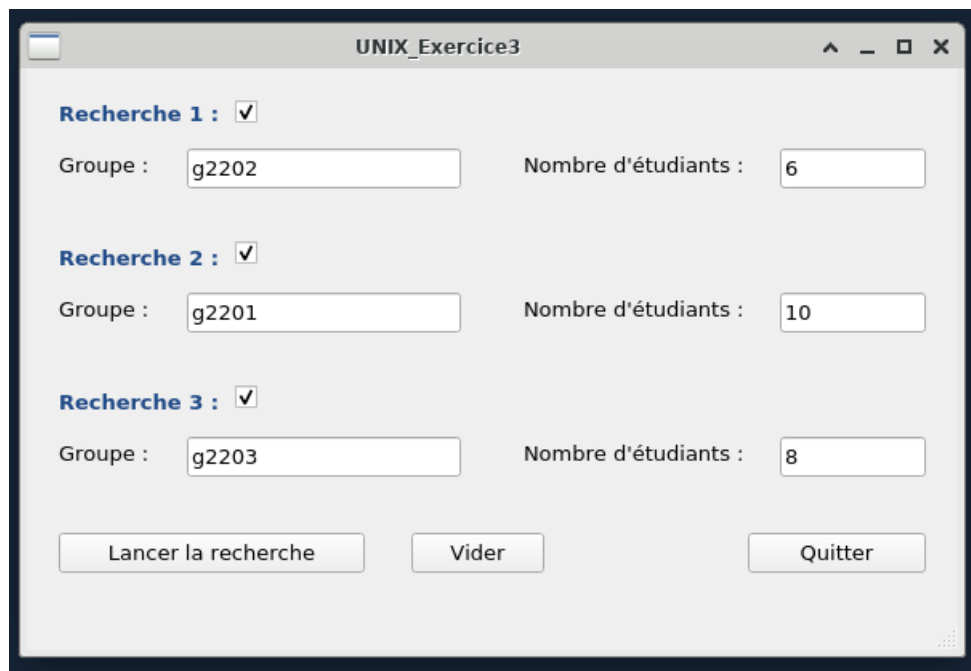 UNIX_Exercice3
Recherche 1 :
Groupe : g2202 Nombre d'étudiants : 6
Recherche 2 :
Groupe : g2201 Nombre d'étudiants : 10
Recherche 3 :
Groupe : g2203 Nombre d'étudiants : 8
Lancer la recherche Vider Quitter